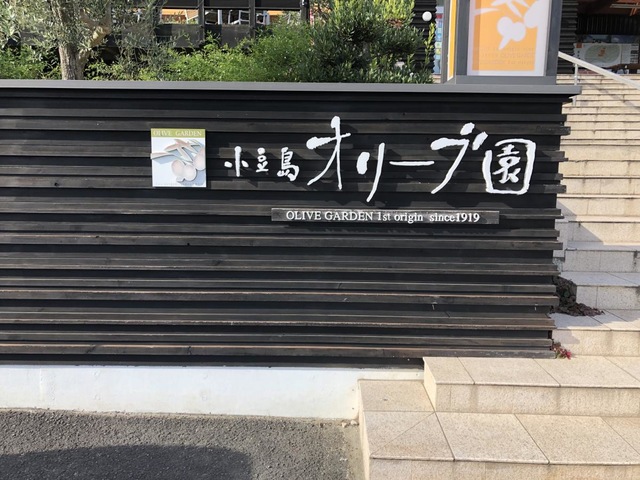 OLIVE GARDEN
小豆島オリーブ園
OLIVE GARDEN 1st origin since1919